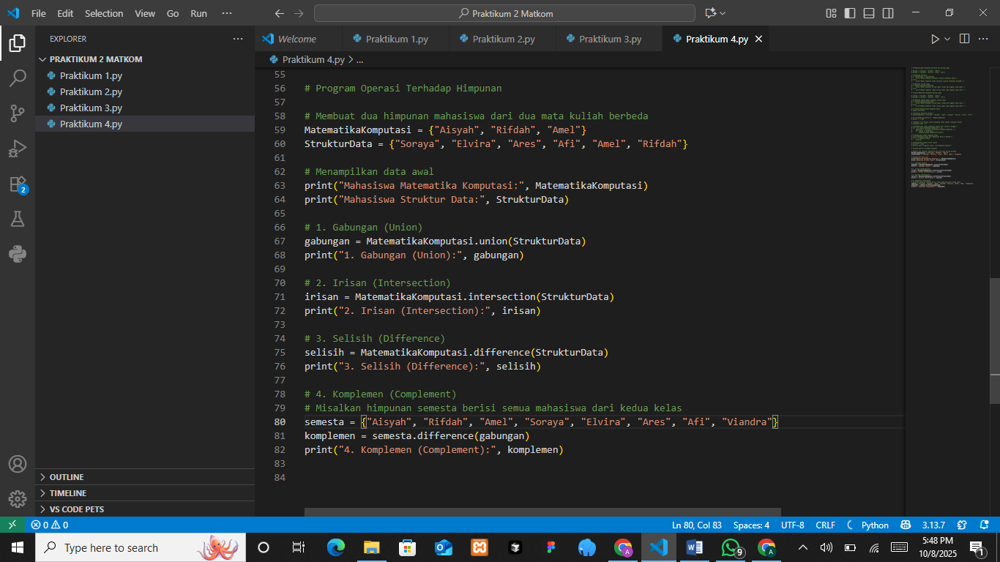 File Edit Selection View Go Run ···
Praktikum 2 Matkom
EXPLORER
Welcome
Praktikum 1.py
Praktikum 2.py
Praktikum 3.py
Praktikum 4.py
PRAKTIKUM 2 MATKOM
Praktikum 4.py > ...
Praktikum 1.py
Praktikum 2.py
Praktikum 3.py
Praktikum 4.py
55
56 # Program Operasi Terhadap Himpunan
57
58 # Membuat dua himpunan mahasiswa dari dua mata kuliah berbeda
59 MatematikaKomputasi = {"Aisyah", "Rifdah", "Amel"}
60 StrukturData = {"Soraya", "Elvira", "Ares", "Afi", "Amel", "Rifdah"}
61
62 # Menampilkan data awal
63 print("Mahasiswa Matematika Komputasi:", MatematikaKomputasi)
64 print("Mahasiswa Struktur Data:", StrukturData)
65
66 # 1. Gabungan (Union)
67 gabungan = MatematikaKomputasi.union(StrukturData)
68 print("1. Gabungan (Union):", gabungan)
69
70 # 2. Irisan (Intersection)
71 irisan = MatematikaKomputasi.intersection(StrukturData)
72 print("2. Irisan (Intersection):", irisan)
73
74 # 3. Selisih (Difference)
75 selisih = MatematikaKomputasi.difference(StrukturData)
76 print("3. Selisih (Difference):", selisih)
77
78 # 4. Komplemen (Complement)
79 # Misalkan himpunan semesta berisi semua mahasiswa dari kedua kelas
80 semesta = {"Aisyah", "Rifdah", "Amel", "Soraya", "Elvira", "Ares", "Afi", "Viandra"}
81 komplemen = semesta.difference(gabungan)
82 print("4. Komplemen (Complement):", komplemen)
83
84
2
OUTLINE
TIMELINE
VS CODE PETS
0 0
Ln 80, Col 83 Spaces: 4 UTF-8 CRLF Python 3.13.7
Type here to search
A
9
A
5:48 PM
10/8/2025
1